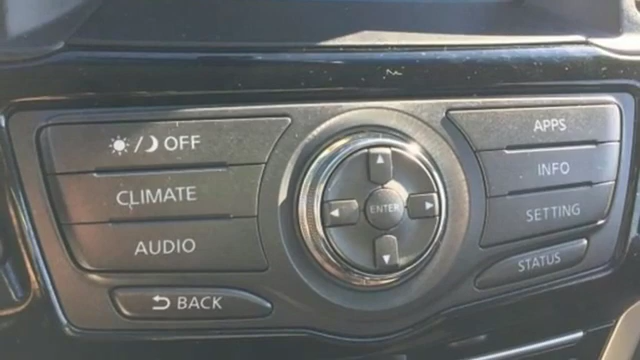 ☀/☾ OFF
CLIMATE
AUDIO
BACK
ENTER
APPS
INFO
SETTING
STATUS